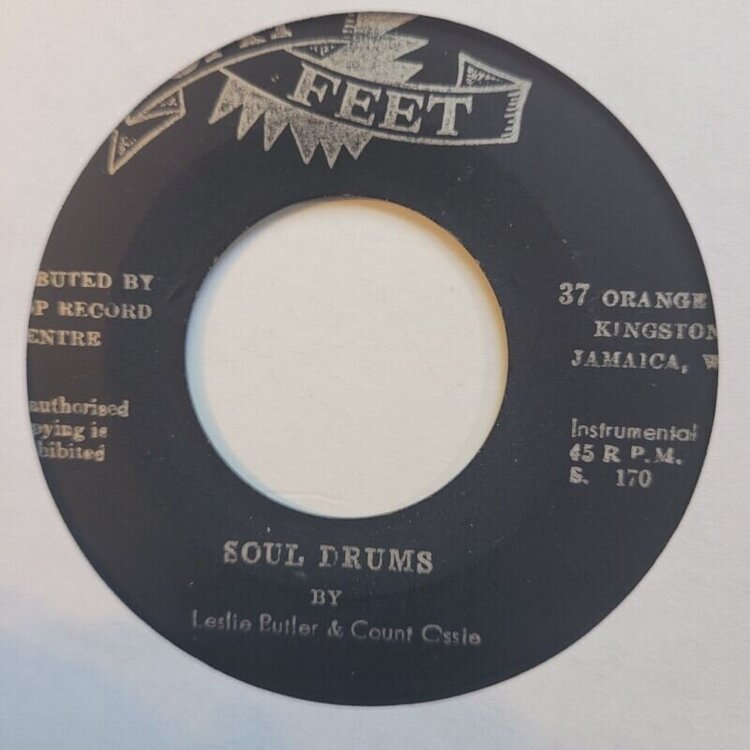 FEET
BUTED BY
P RECORD
ENTRE
authorised
pying is
hibited
37 ORANGE
KINGSTON
JAMAICA, W
Instrumental
45 R P.M.
S. 170
SOUL DRUMS
BY
Leslie Butler & Count Ossie